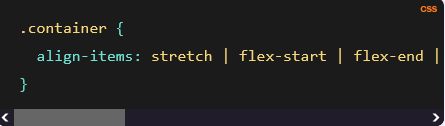 css
.container {
  align-items: stretch | flex-start | flex-end |
}